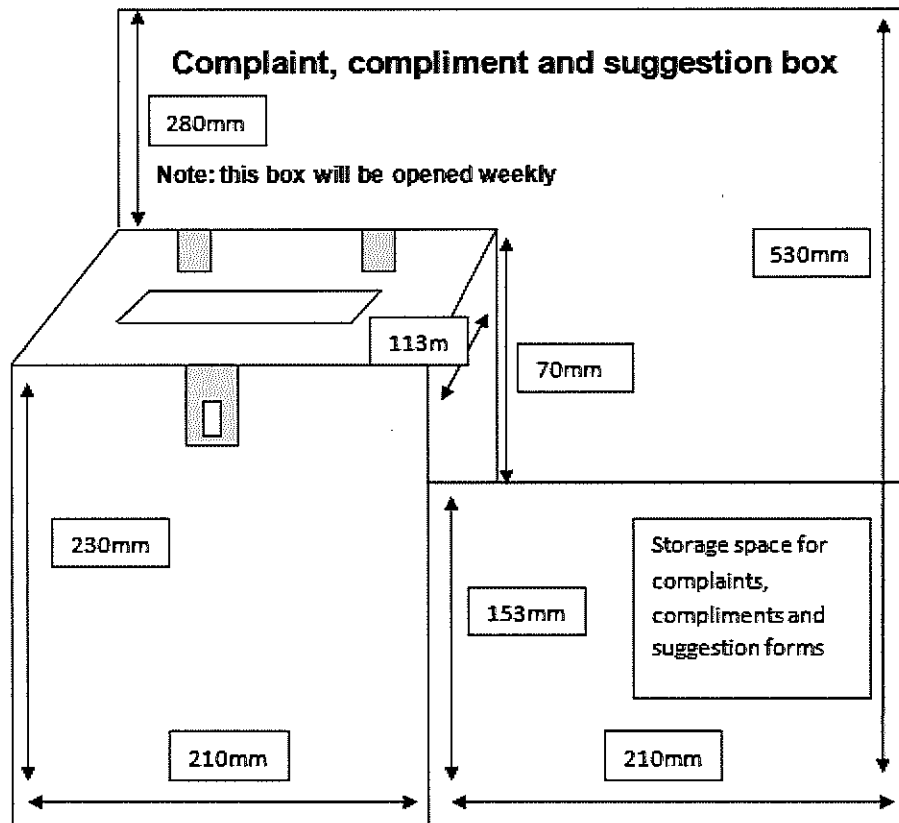 Complaint, compliment and suggestion box
280mm
Note: this box will be opened weekly
530mm
113m
70mm
230mm
Storage space for
complaints,
compliments and
suggestion forms
153mm
210mm
210mm